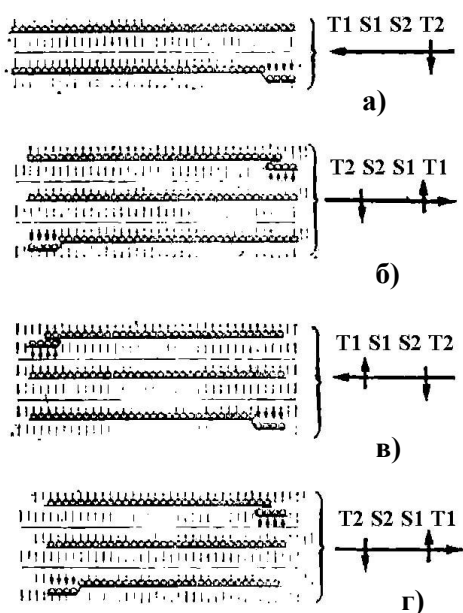 T1 S1 S2 T2
а)
T2 S2 S1 T1
б)
T1 S1 S2 T2
в)
T2 S2 S1 T1
г)